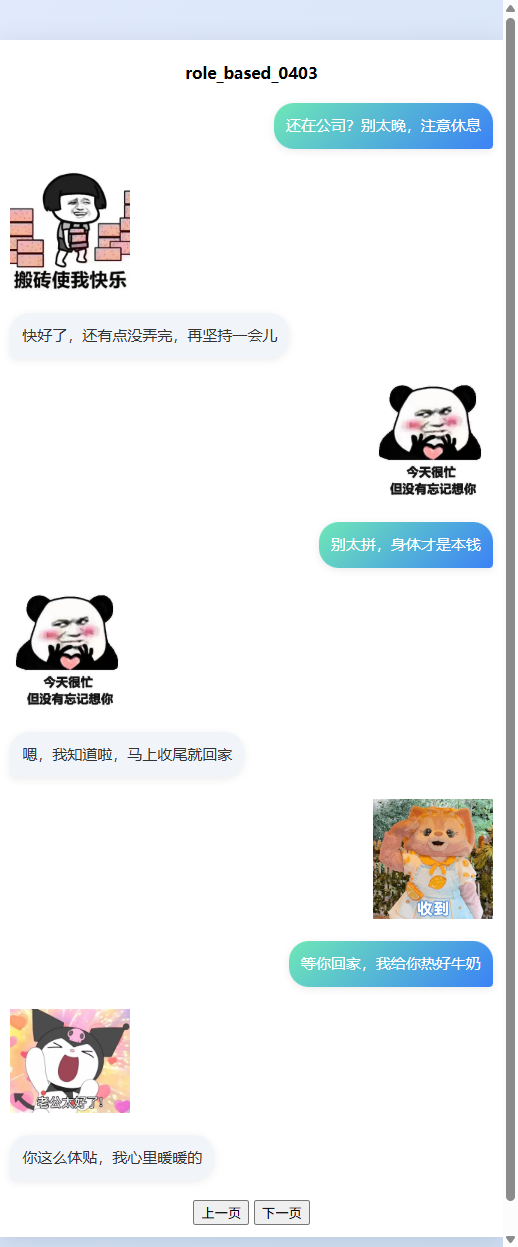 role_based_0403
还在公司？别太晚，注意休息
搬砖使我快乐
快好了，还有点没弄完，再坚持一会儿
今天很忙
但没有忘记想你
别太拼，身体才是本钱
今天很忙
但没有忘记想你
嗯，我知道啦，马上收尾就回家
收到
等你回家，我给你热好牛奶
老公太好了！
你这么体贴，我心里暖暖的
上一页 下一页